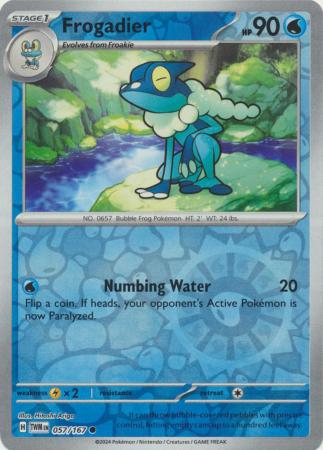 STAGE 1
Frogadier
HP 90
Evolves from Froakie
NO. 0657 Bubble Frog Pokémon HT: 2' WT: 24 lbs.
Numbing Water 20
Flip a coin. If heads, your opponent's Active Pokémon is
now Paralyzed.
weakness ×2 resistance retreat
Illus. Hitoshi Ariga
It can throw bubble-covered pebbles with precise
control, hitting empty cans up to a hundred feet away.
H TWM EN 057/167
©2024 Pokémon / Nintendo / Creatures / GAME FREAK